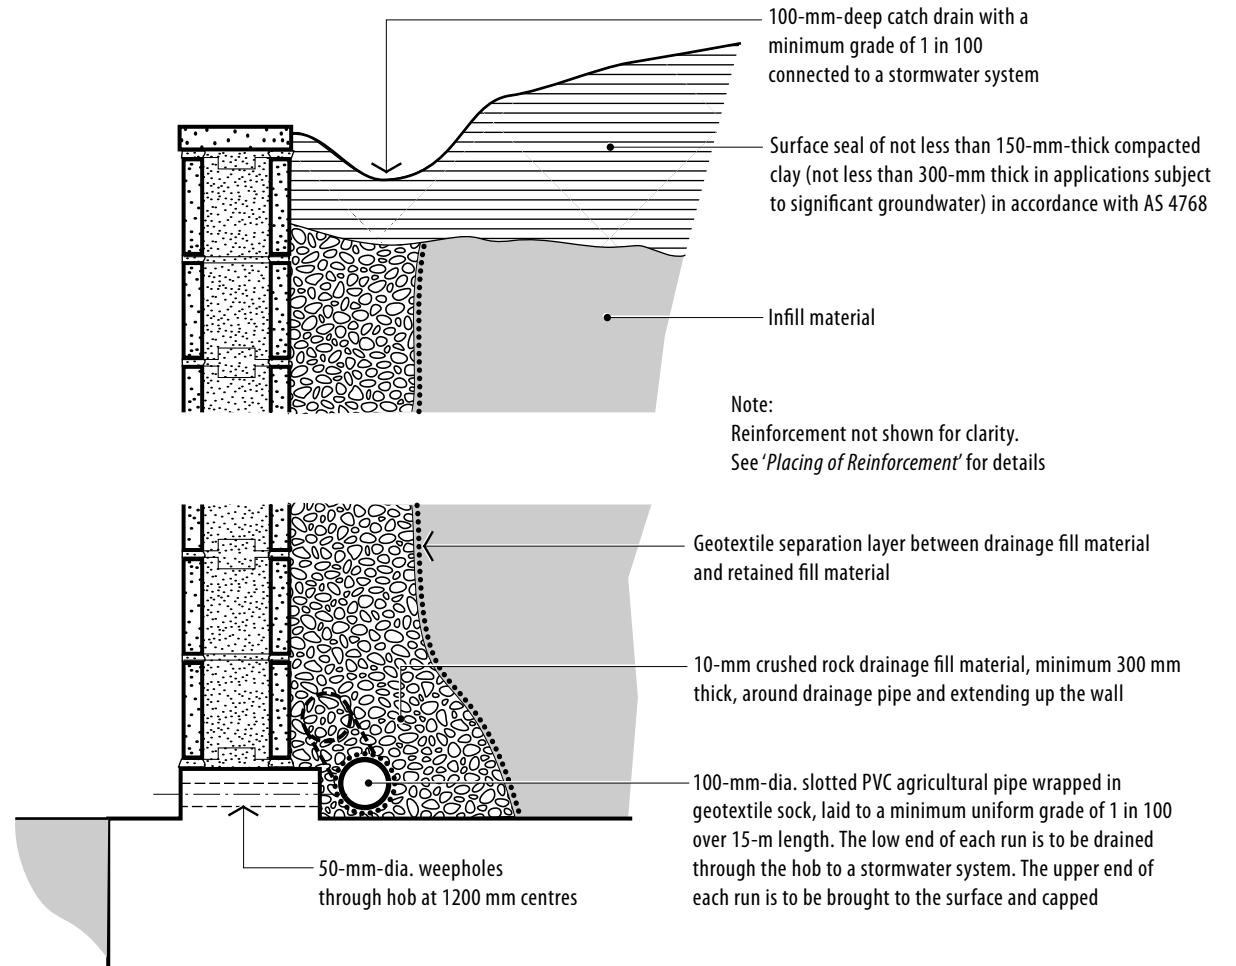 100-mm-deep catch drain with a
minimum grade of 1 in 100
connected to a stormwater system
Surface seal of not less than 150-mm-thick compacted
clay (not less than 300-mm thick in applications subject
to significant groundwater) in accordance with AS 4768
Infill material
Note:
Reinforcement not shown for clarity.
See ‘Placing of Reinforcement’ for details
Geotextile separation layer between drainage fill material
and retained fill material
10-mm crushed rock drainage fill material, minimum 300 mm
thick, around drainage pipe and extending up the wall
100-mm-dia. slotted PVC agricultural pipe wrapped in
geotextile sock, laid to a minimum uniform grade of 1 in 100
over 15-m length. The low end of each run is to be drained
through the hob to a stormwater system. The upper end of
each run is to be brought to the surface and capped
50-mm-dia. weepholes
through hob at 1200 mm centres